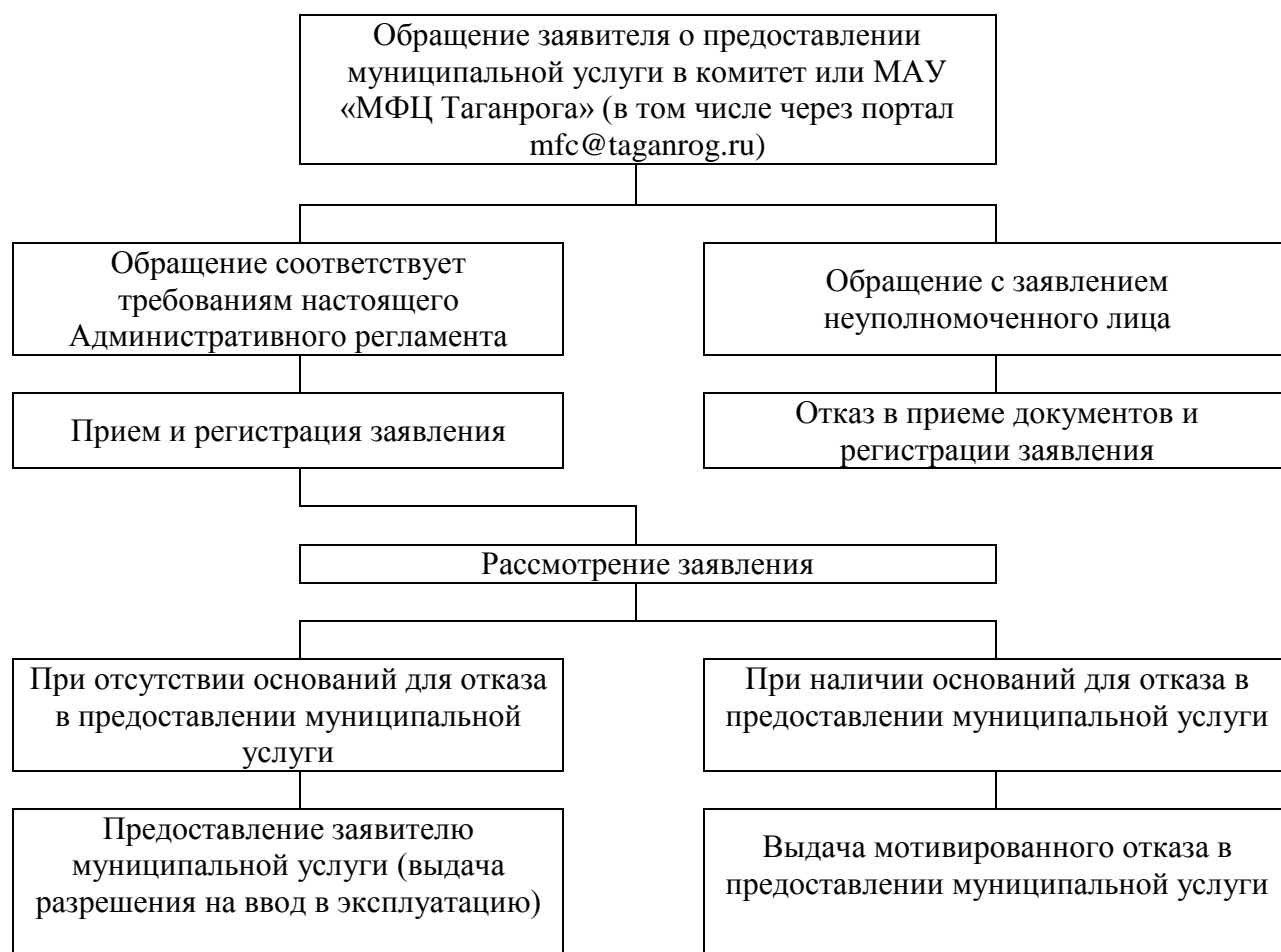 Обращение заявителя о предоставлении
муниципальной услуги в комитет или МАУ
«МФЦ Таганрога» (в том числе через портал
mfc@taganrog.ru)
Обращение соответствует
требованиям настоящего
Административного регламента
Обращение с заявлением
неуполномоченного лица
Прием и регистрация заявления
Отказ в приеме документов и
регистрации заявления
Рассмотрение заявления
При отсутствии оснований для отказа
в предоставлении муниципальной
услуги
При наличии оснований для отказа в
предоставлении муниципальной услуги
Предоставление заявителю
муниципальной услуги (выдача
разрешения на ввод в эксплуатацию)
Выдача мотивированного отказа в
предоставлении муниципальной услуги